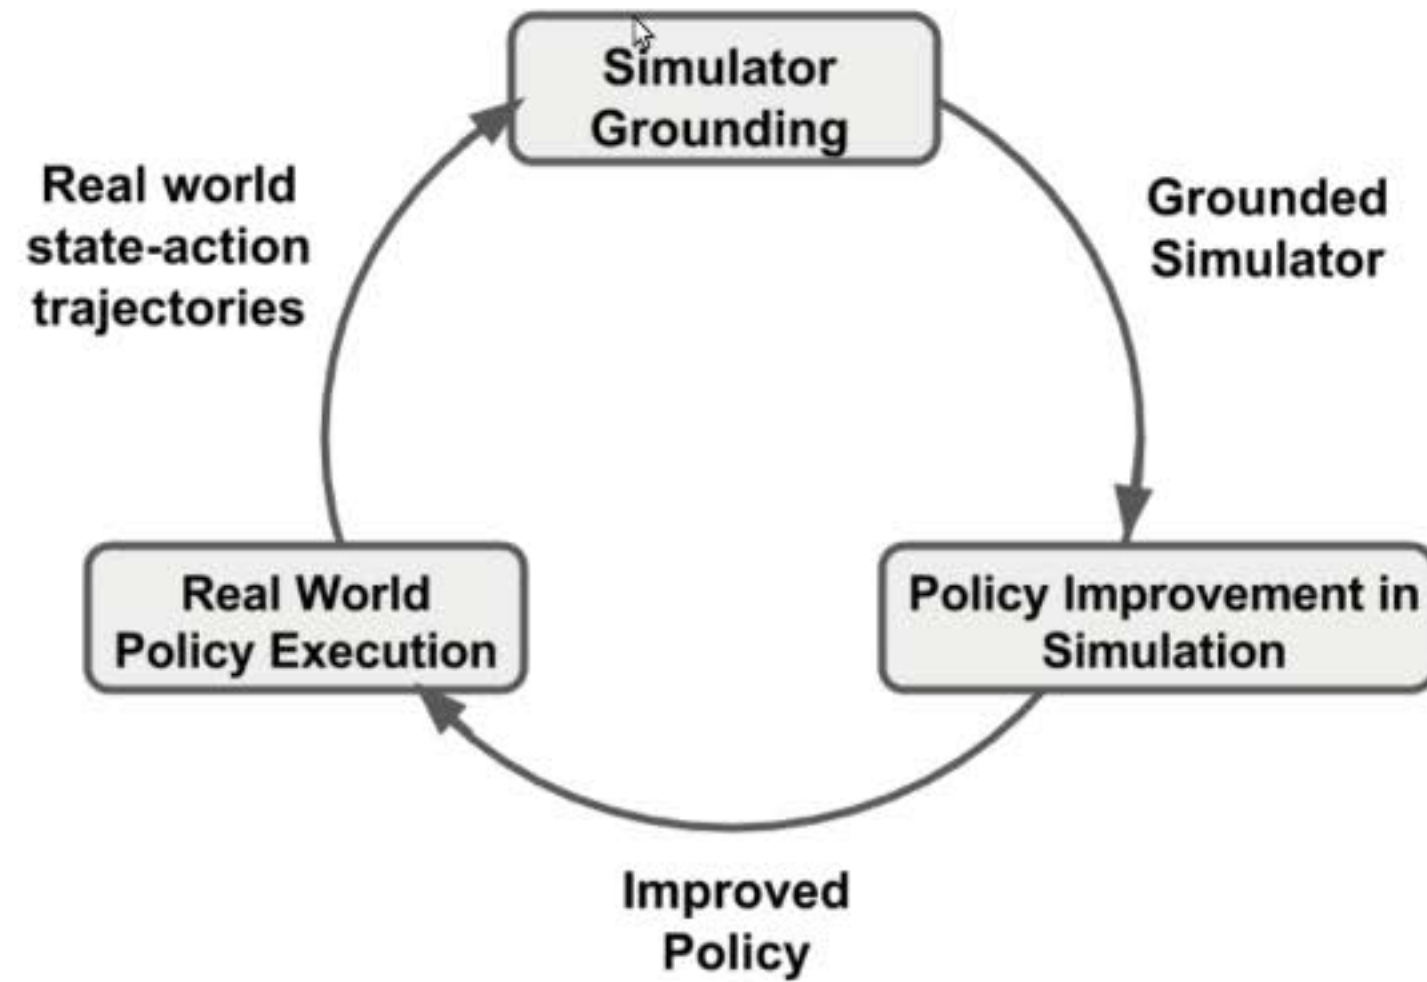 Simulator
Grounding
Real world
state-action
trajectories
Grounded
Simulator
Real World
Policy Execution
Policy Improvement in
Simulation
Improved
Policy